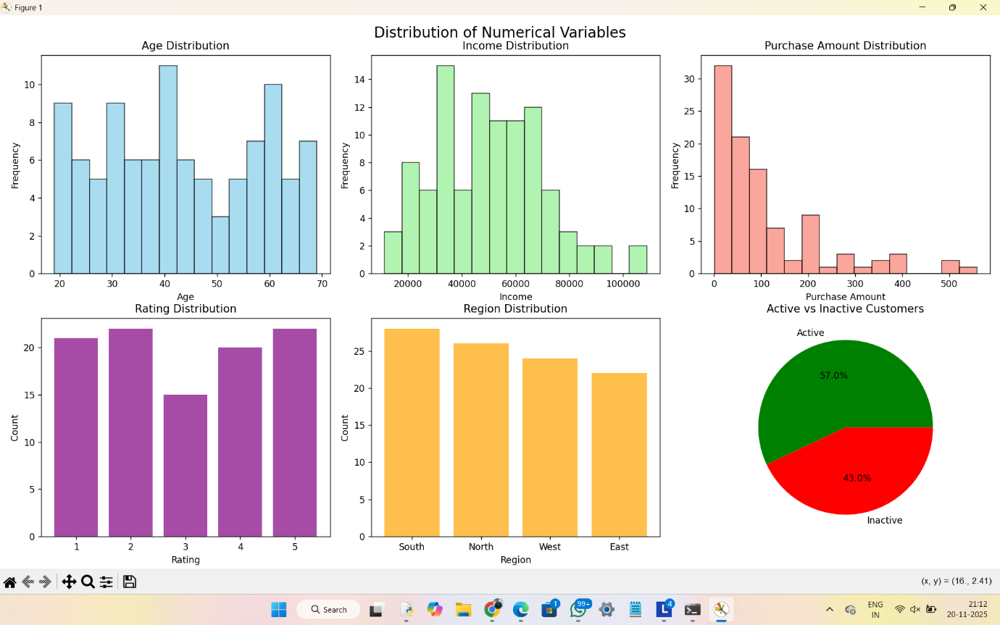 Figure 1
Distribution of Numerical Variables
Age Distribution
Frequency
0
2
4
6
8
10
20 30 40 50 60 70
Age
Income Distribution
Frequency
0
2
4
6
8
10
12
14
20000 40000 60000 80000 100000
Income
Purchase Amount Distribution
Frequency
0
5
10
15
20
25
30
0 100 200 300 400 500
Purchase Amount
Rating Distribution
Count
0
5
10
15
20
1 2 3 4 5
Rating
Region Distribution
Count
0
5
10
15
20
25
South North West East
Region
Active vs Inactive Customers
Active
57.0%
43.0%
Inactive
(x, y) = (16., 2.41)
Search
1
99+
L
4
ENG
IN
21:12
20-11-2025